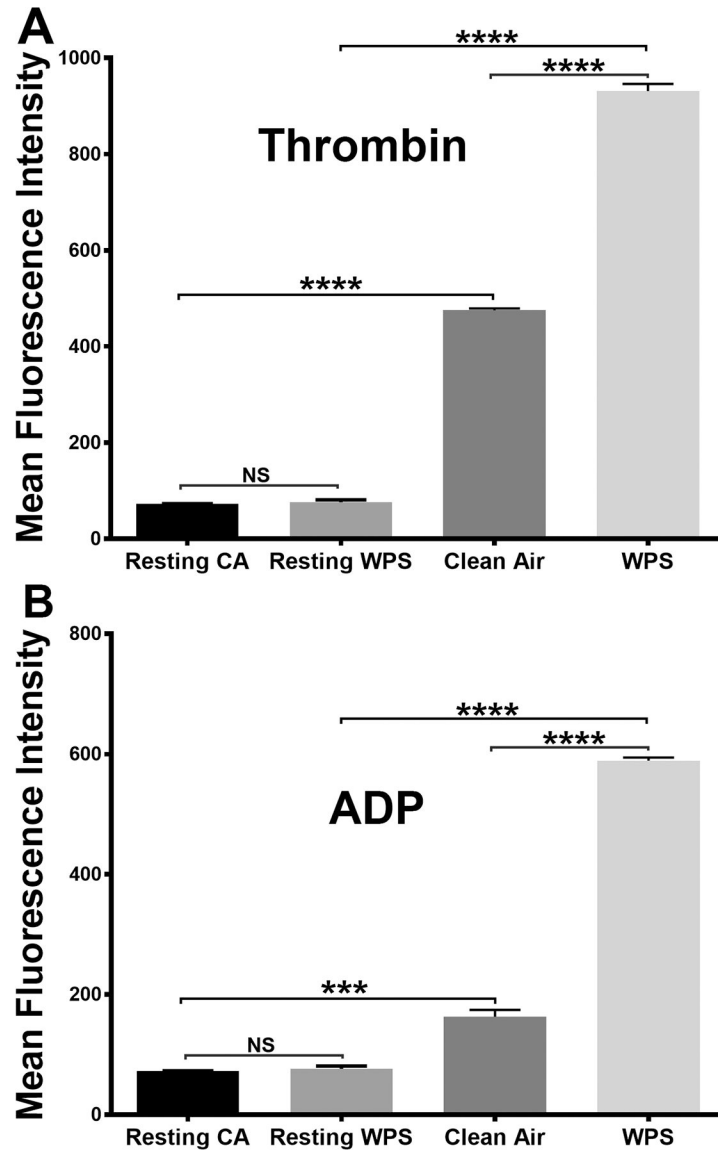 A
Mean Fluorescence Intensity
1000
800
600
400
200
0
Thrombin
****
****
****
NS
Resting CA Resting WPS Clean Air WPS
B
Mean Fluorescence Intensity
800
600
400
200
0
ADP
****
****
***
NS
Resting CA Resting WPS Clean Air WPS